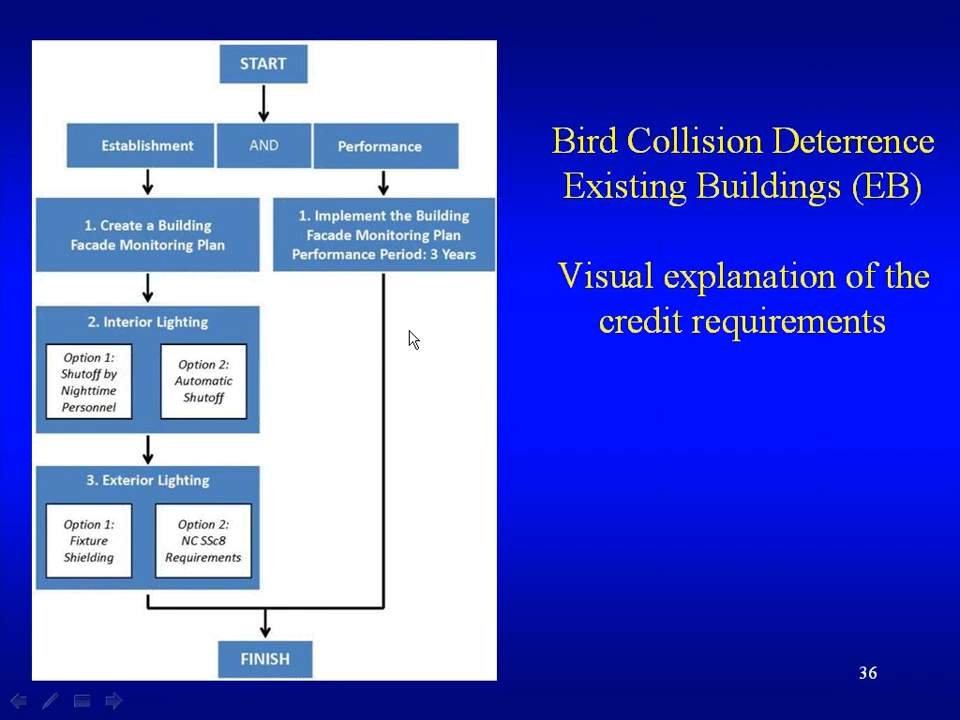 START
Establishment
AND
Performance
1. Create a Building
Facade Monitoring Plan
1. Implement the Building
Facade Monitoring Plan
Performance Period: 3 Years
2. Interior Lighting
Option 1:
Shutoff by
Nighttime
Personnel
Option 2:
Automatic
Shutoff
3. Exterior Lighting
Option 1:
Fixture
Shielding
Option 2:
NC SSc8
Requirements
FINISH
Bird Collision Deterrence
Existing Buildings (EB)
Visual explanation of the
credit requirements
36